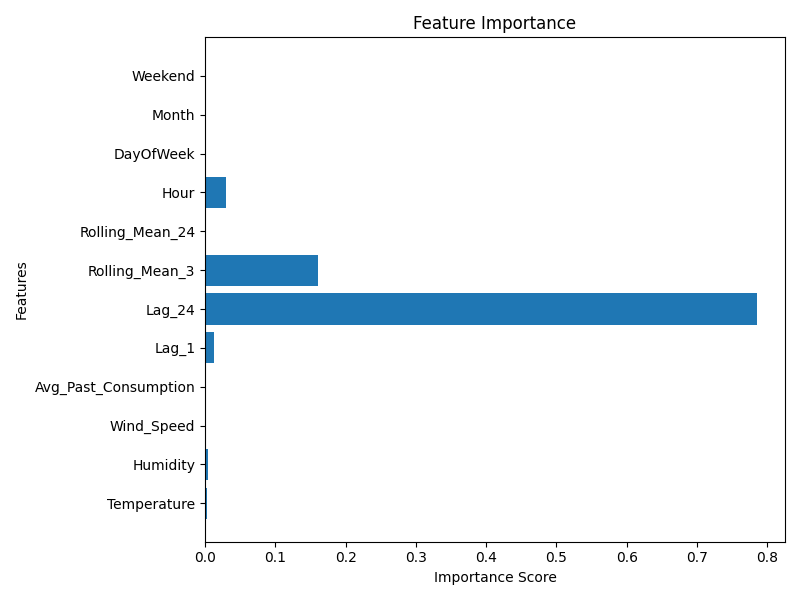 Feature Importance
Weekend
Month
DayOfWeek
Hour
Rolling_Mean_24
Rolling_Mean_3
Lag_24
Lag_1
Avg_Past_Consumption
Wind_Speed
Humidity
Temperature
Features
0.0 0.1 0.2 0.3 0.4 0.5 0.6 0.7 0.8
Importance Score